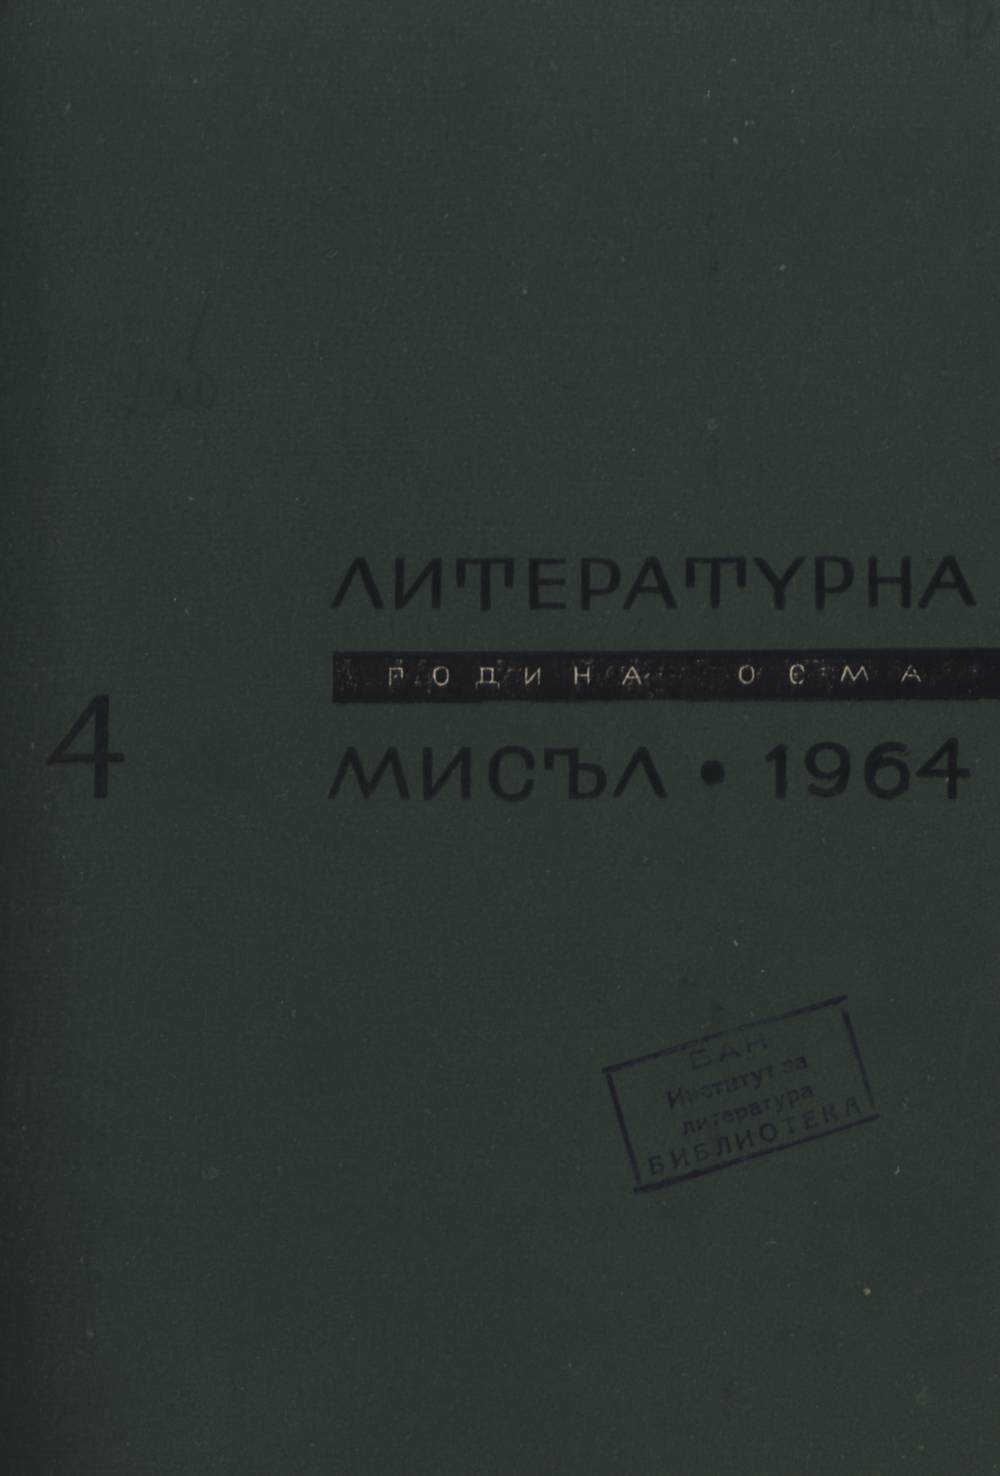 ЛИТЕРАТУРНА
ГОДИНА ОСМА
4
МИСЪЛ • 1964
БАН
Институт за
литература
БИБЛИОТЕКА